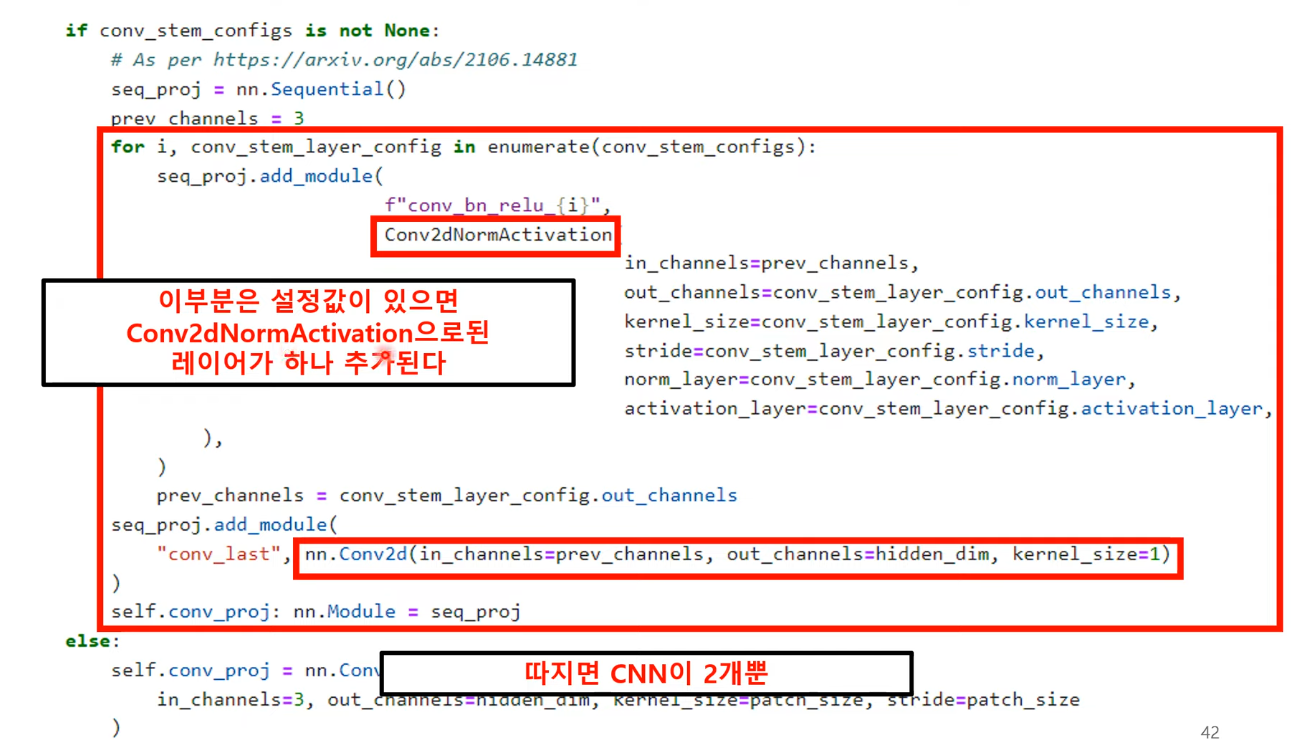 if conv_stem_configs is not None:
# As per https://arxiv.org/abs/2106.14881
seq_proj = nn.Sequential()
prev_channels = 3
for i, conv_stem_layer_config in enumerate(conv_stem_configs):
seq_proj.add_module(
f"conv_bn_relu_{i}",
Conv2dNormActivation(
in_channels=prev_channels,
이부분은 설정값이 있으면
out_channels=conv_stem_layer_config.out_channels,
Conv2dNormActivation으로된
kernel_size=conv_stem_layer_config.kernel_size,
레이어가 하나 추가된다
stride=conv_stem_layer_config.stride,
norm_layer=conv_stem_layer_config.norm_layer,
activation_layer=conv_stem_layer_config.activation_layer,
),
)
prev_channels = conv_stem_layer_config.out_channels
seq_proj.add_module(
"conv_last", nn.Conv2d(in_channels=prev_channels, out_channels=hidden_dim, kernel_size=1)
)
self.conv_proj: nn.Module = seq_proj
else:
self.conv_proj = nn.Conv
따지면 CNN이 2개뿐
in_channels=3, out_channels=hidden_dim, kernel_size=patch_size, stride=patch_size
)
42